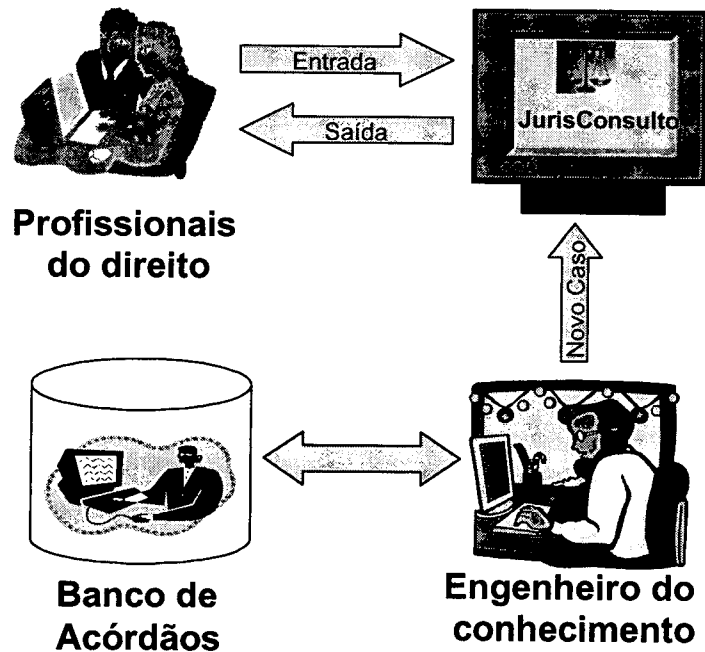 Entrada
Saída
JurisConsulto
Profissionais
do direito
Novo Caso
Banco de
Acórdãos
Engenheiro do
conhecimento